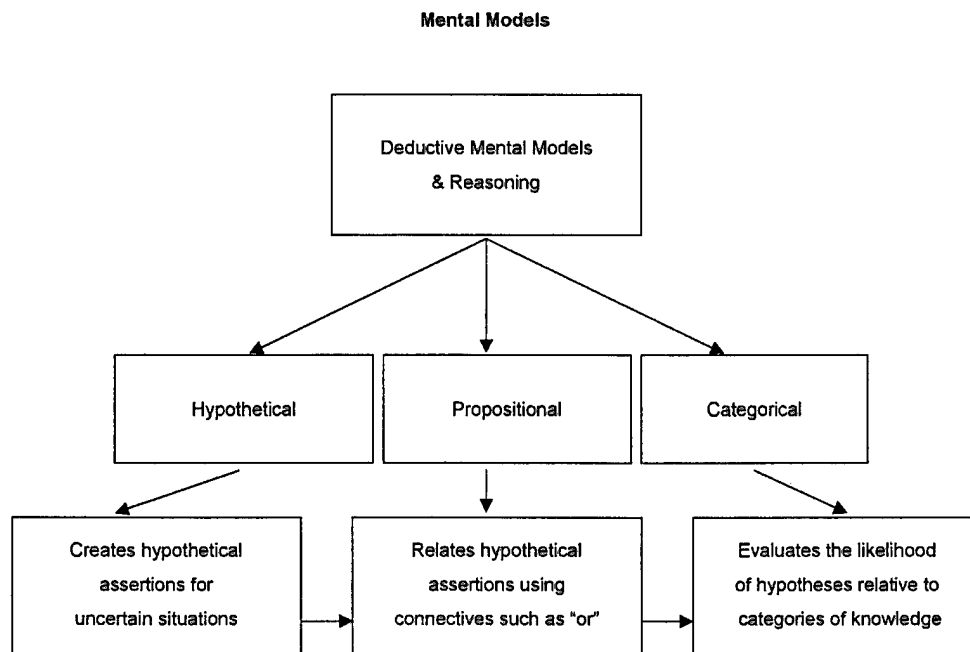 Mental Models
Deductive Mental Models
& Reasoning
Hypothetical
Propositional
Categorical
Creates hypothetical
assertions for
uncertain situations
Relates hypothetical
assertions using
connectives such as “or”
Evaluates the likelihood
of hypotheses relative to
categories of knowledge